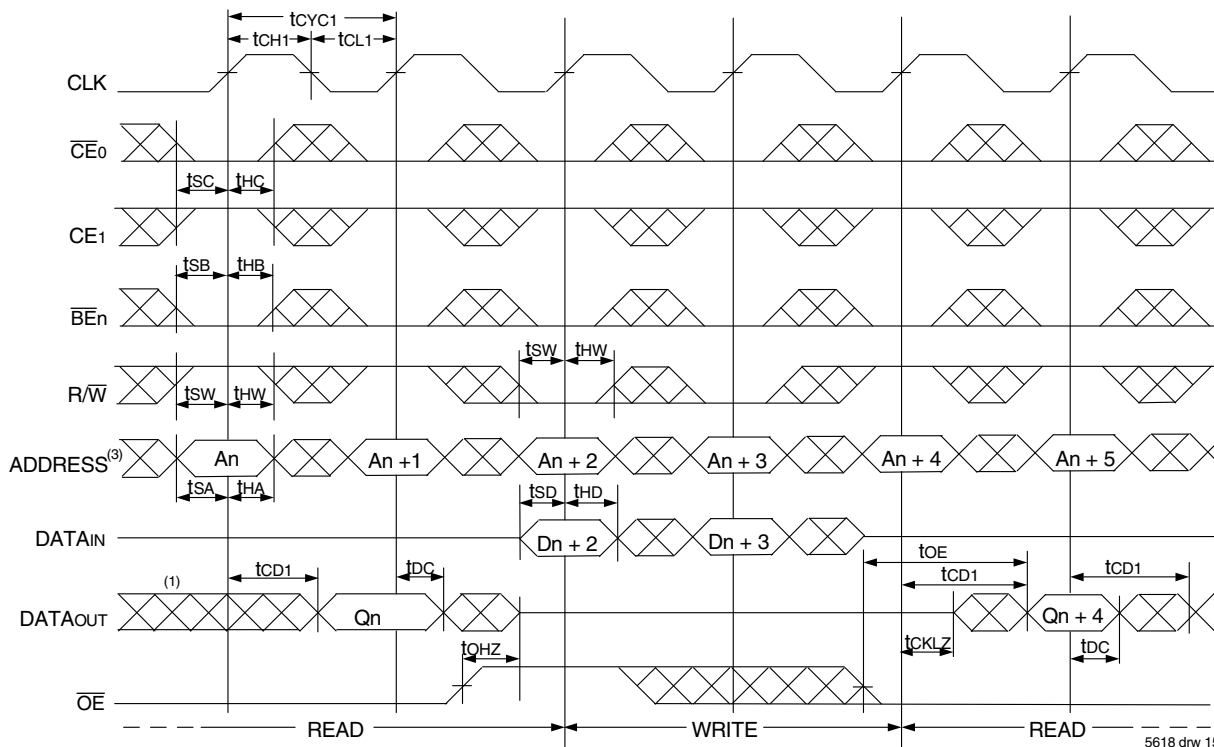 tCYC1
tCH1 tCL1
CLK
CE0
tSC tHC
CE1
tSB tHB
BEn
tSW tHW
R/W
tSW tHW
ADDRESS(3) An An +1 An + 2 An + 3 An + 4 An + 5
tSA tHA tSD tHD
DATAIN Dn + 2 Dn + 3
tOE
(1) tCD1 tDC tCD1 tCD1
DATAOUT Qn Qn + 4
tOHZ tCKLZ tDC
OE
READ WRITE READ
5618 drw 15